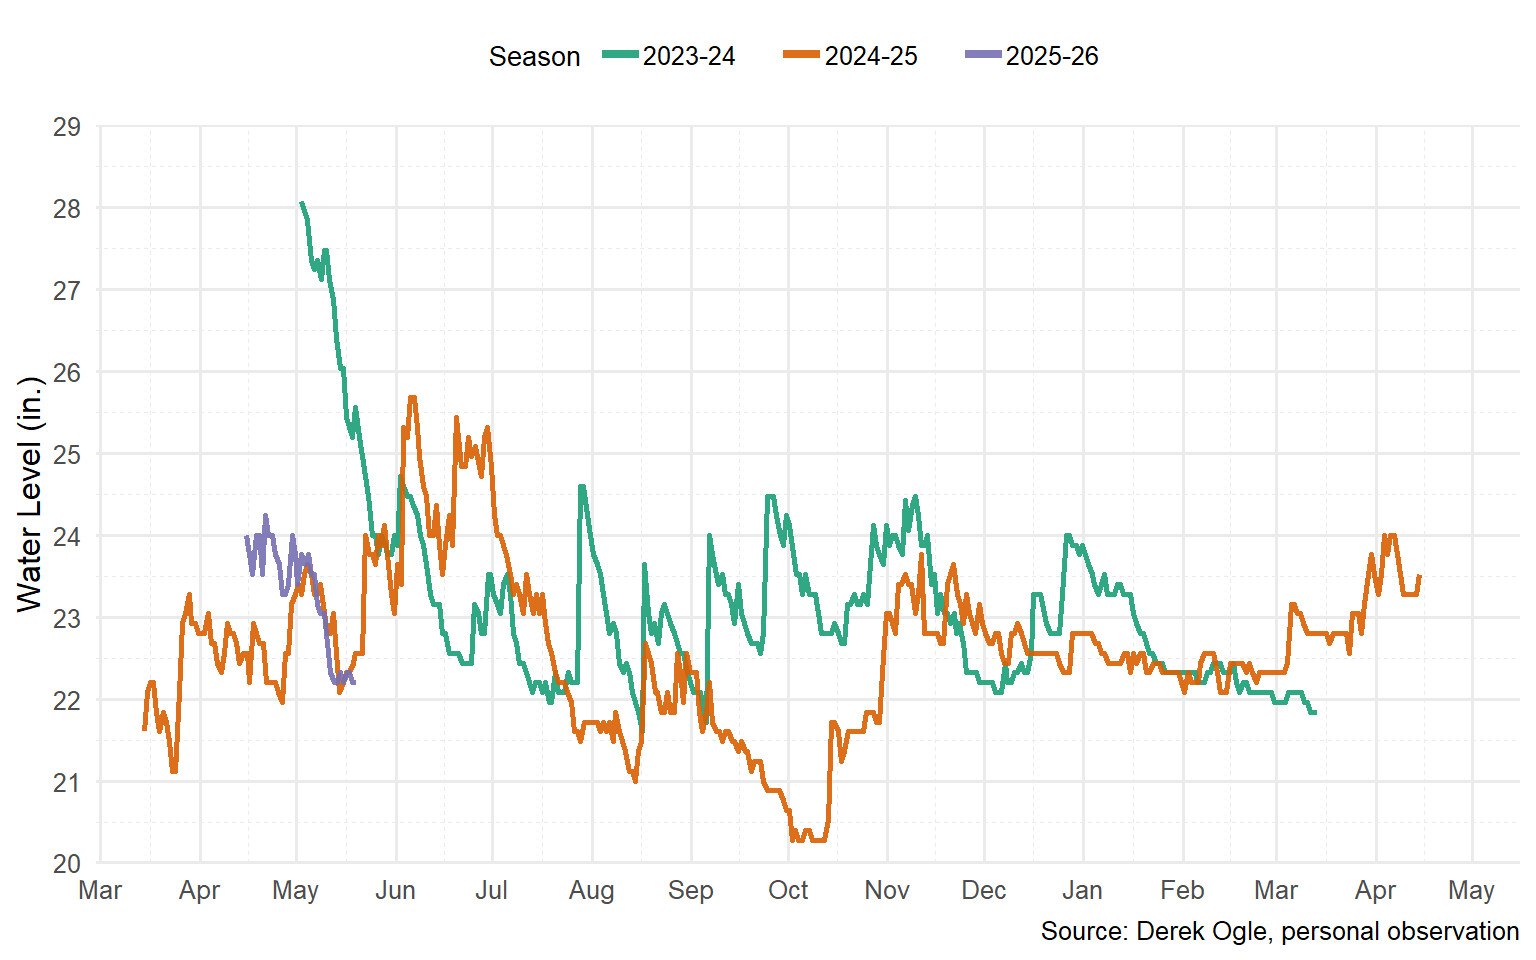 Season 2023-24 2024-25 2025-26
Water Level (in.)
29
28
27
26
25
24
23
22
21
20
Mar Apr May Jun Jul Aug Sep Oct Nov Dec Jan Feb Mar Apr May
Source: Derek Ogle, personal observation